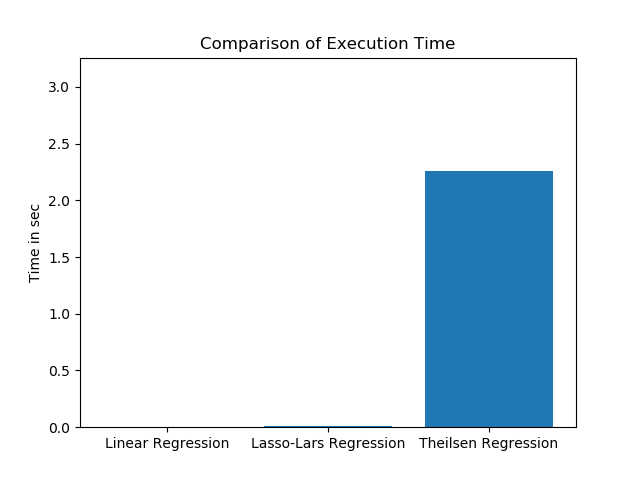 Comparison of Execution Time
3.0
2.5
2.0
1.5
1.0
0.5
0.0
Time in sec
Linear Regression
Lasso-Lars Regression
Theilsen Regression